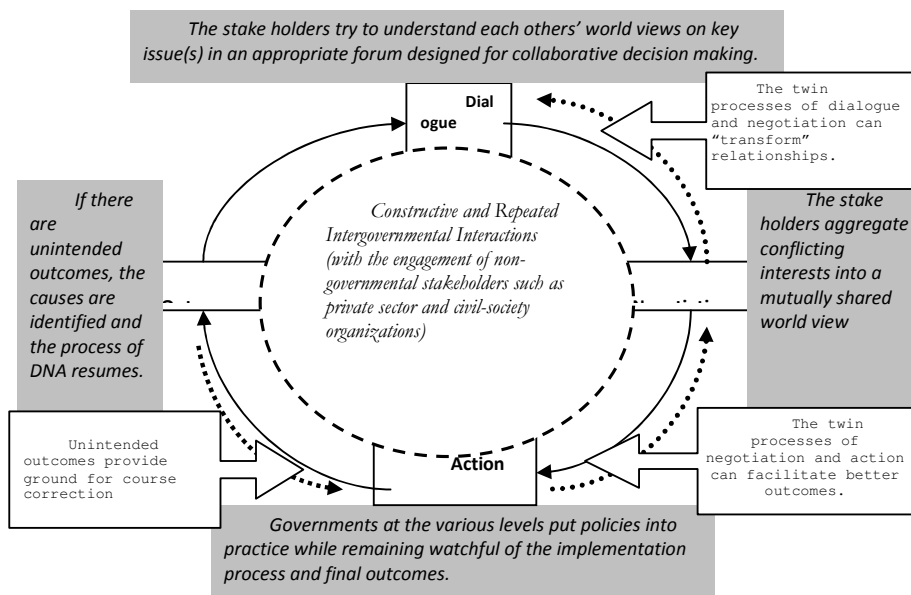 The stake holders try to understand each others’ world views on key
issue(s) in an appropriate forum designed for collaborative decision making.
Dial
ogue
The twin
processes of dialogue
and negotiation can
“transform”
relationships.
If there
are
unintended
outcomes, the
causes are
identified and
the process of
DNA resumes.
Constructive and Repeated
Intergovernmental Interactions
(with the engagement of non-
governmental stakeholders such as
private sector and civil-society
organizations)
The stake
holders aggregate
conflicting
interests into a
mutually shared
world view
Unintended
outcomes provide
ground for course
correction
Action
The twin
processes of
negotiation and action
can facilitate better
outcomes.
Governments at the various levels put policies into
practice while remaining watchful of the implementation
process and final outcomes.